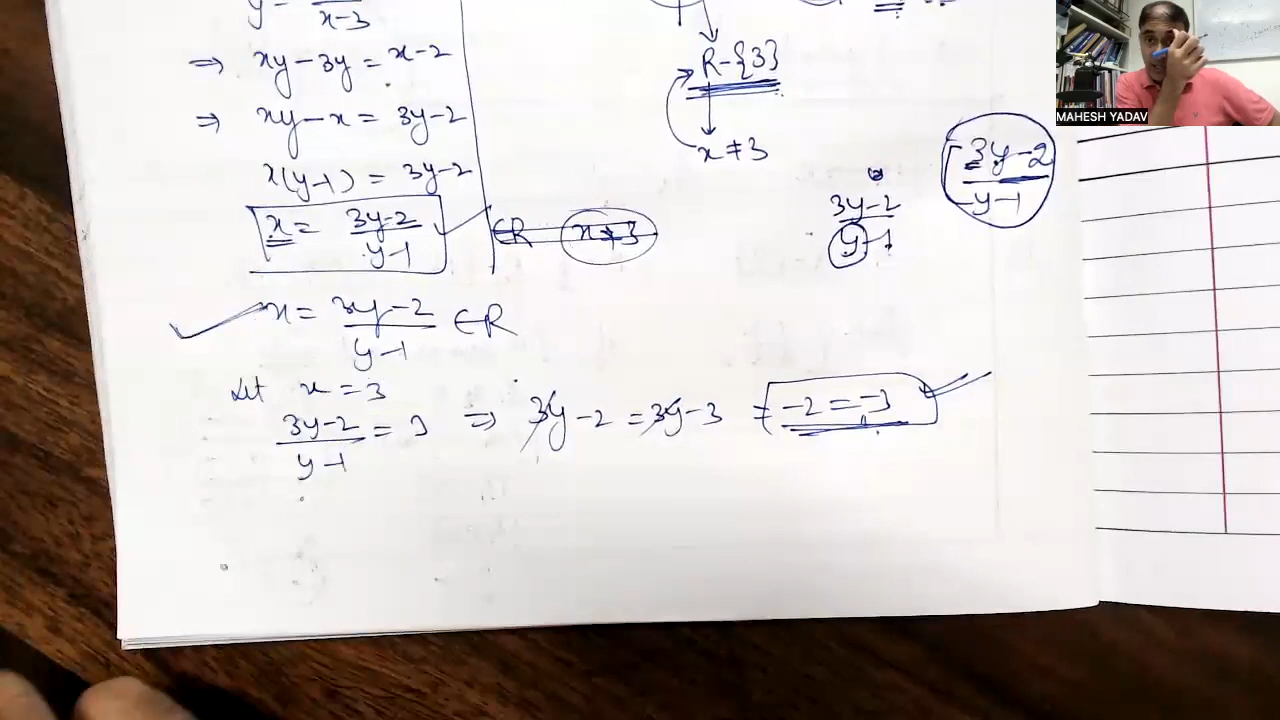 y = 
x-3
⇒ xy-3y = x-2
⇒ xy-x = 3y-2
x(y-1) = 3y-2
x = 3y-2 / y-1
∈R x≠3
R-{3}
x≠3
3y-2 / y-1
3y-2 / y-1
x = 3y-2 / y-1 ∈R
Let x = 3
3y-2 / y-1 = 3 ⇒ 3y-2 = 3y-3 = -2 = -3
MAHESH YADAV